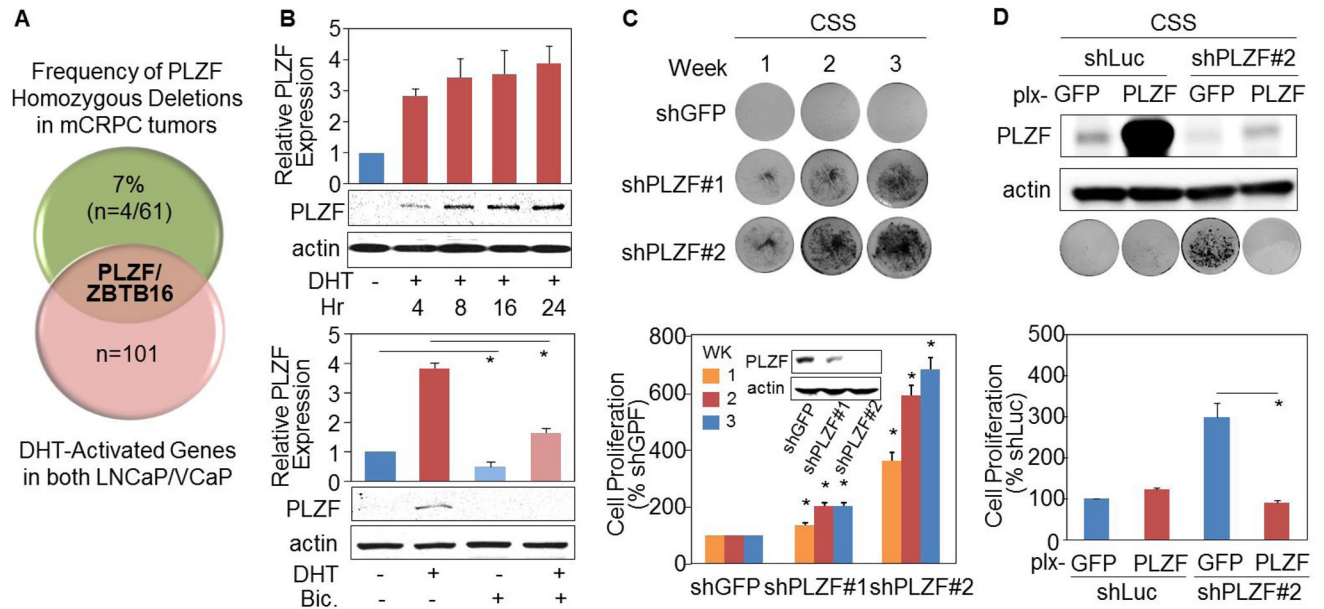 A
Frequency of PLZF
Homozygous Deletions
in mCRPC tumors
7%
(n=4/61)
PLZF/
ZBTB16
n=101
DHT-Activated Genes
in both LNCaP/VCaP
B
Relative PLZF
Expression
5
4
3
2
1
0
PLZF
actin
DHT - + + + +
Hr 4 8 16 24
Relative PLZF
Expression
5
4
3
2
1
0
* *
PLZF
actin
DHT - + - +
Bic. - - + +
C
CSS
Week 1 2 3
shGFP
shPLZF#1
shPLZF#2
Cell Proliferation
(% shGPF)
800
600
400
200
0
WK
1
2
3
PLZF
actin
shGFP
shPLZF#1
shPLZF#2
* * *
* * *
shGFP shPLZF#1 shPLZF#2
D
CSS
shLuc shPLZF#2
plx- GFP PLZF GFP PLZF
PLZF
actin
Cell Proliferation
(% shLuc)
500
400
300
200
100
0
*
plx- GFP PLZF GFP PLZF
shLuc shPLZF#2